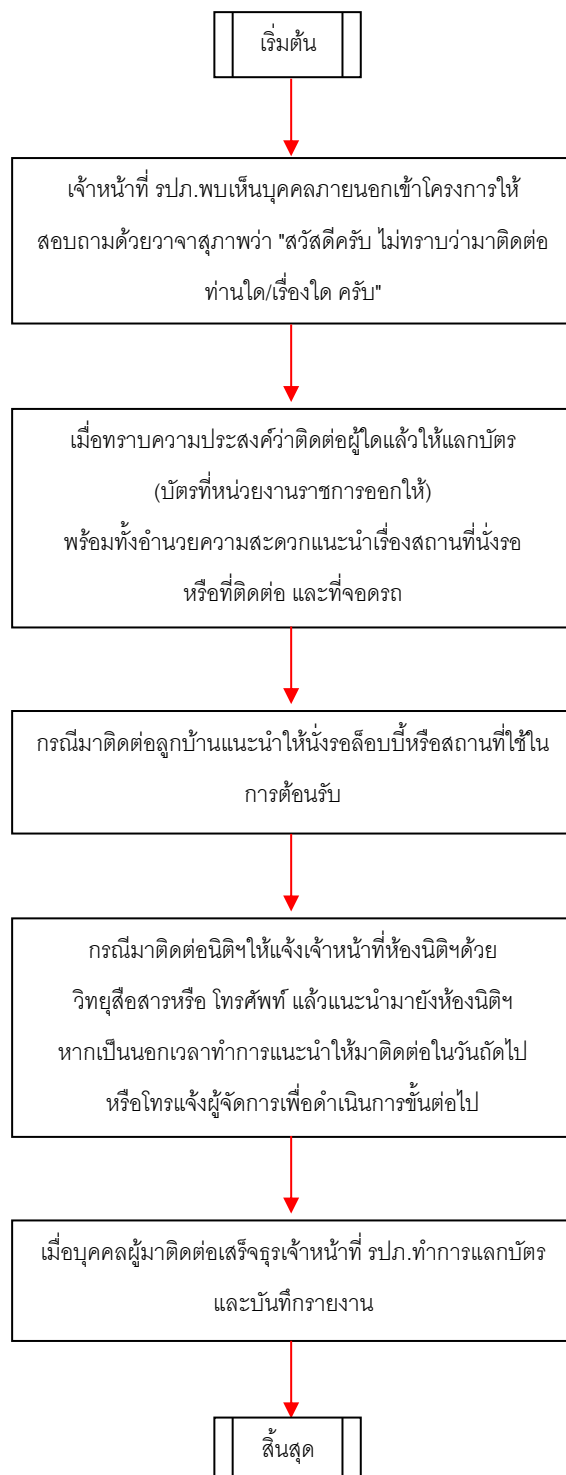 เริ่มต้น
เจ้าหน้าที่ รปภ.พบเห็นบุคคลภายนอกเข้าโครงการให้
สอบถามด้วยวาจาสุภาพว่า "สวัสดีครับ ไม่ทราบว่ามาติดต่อ
ท่านใด/เรื่องใด ครับ"
เมื่อทราบความประสงค์ว่าติดต่อผู้ใดแล้วให้แลกบัตร
(บัตรที่หน่วยงานราชการออกให้)
พร้อมทั้งอำนวยความสะดวกแนะนำเรื่องสถานที่นั่งรอ
หรือที่ติดต่อ และที่จอดรถ
กรณีมาติดต่อลูกบ้านแนะนำให้นั่งรอล็อบบี้หรือสถานที่ใช้ใน
การต้อนรับ
กรณีมาติดต่อนิติฯให้แจ้งเจ้าหน้าที่ห้องนิติฯด้วย
วิทยุสื่อสารหรือ โทรศัพท์ แล้วแนะนำมายังห้องนิติฯ
หากเป็นนอกเวลาทำการแนะนำให้มาติดต่อในวันถัดไป
หรือโทรแจ้งผู้จัดการเพื่อดำเนินการขั้นต่อไป
เมื่อบุคคลผู้มาติดต่อเสร็จธุรเจ้าหน้าที่ รปภ.ทำการแลกบัตร
และบันทึกรายงาน
สิ้นสุด